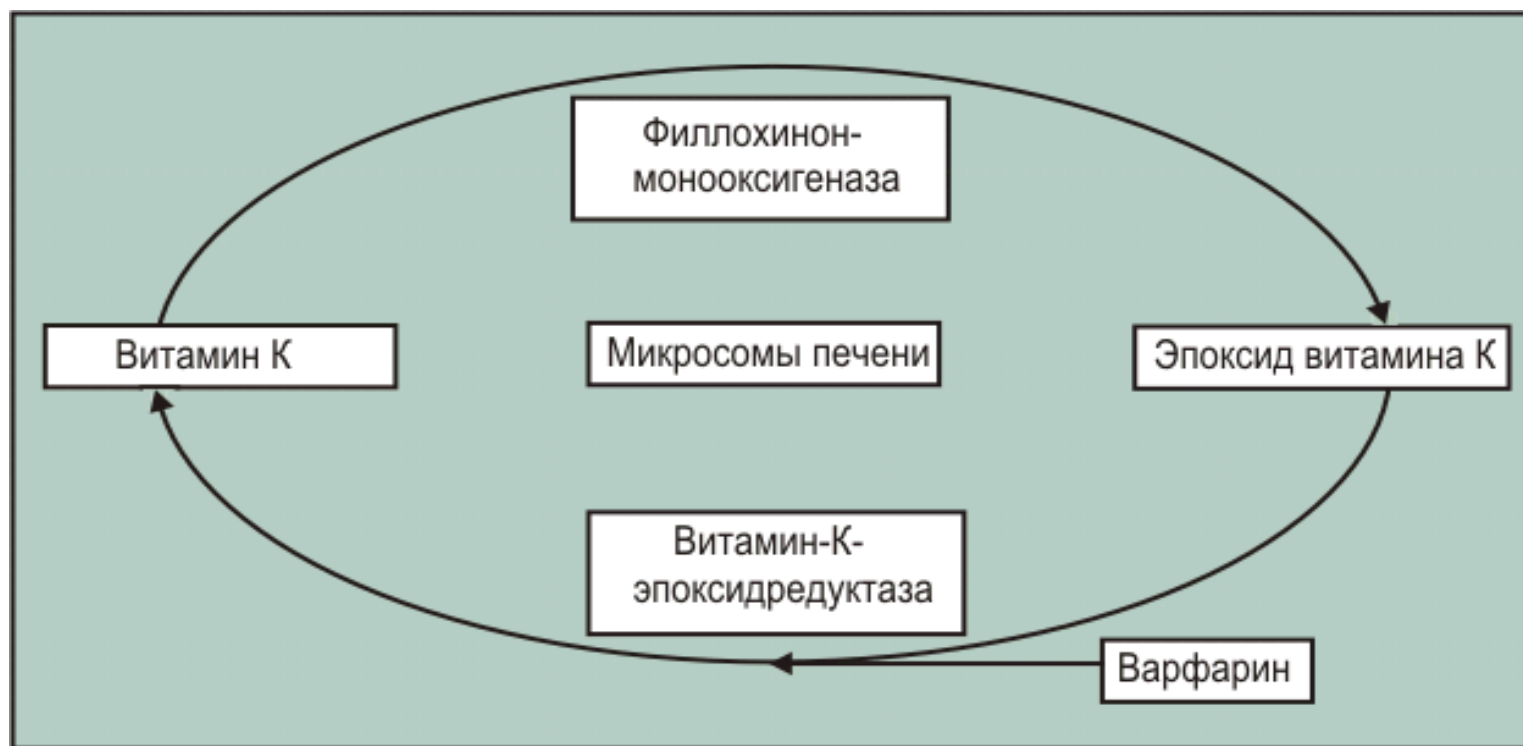 Филлохинон-
монооксигеназа
Витамин К
Микросомы печени
Эпоксид витамина К
Витамин-К-
эпоксидредуктаза
Варфарин